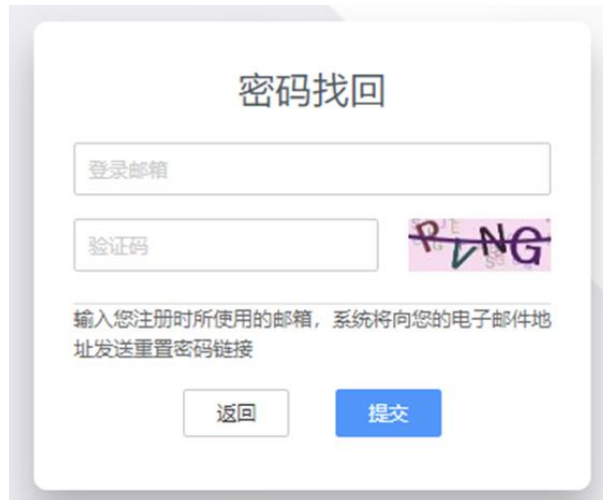 密码找回
登录邮箱
验证码
输入您注册时所使用的邮箱，系统将向您的电子邮件地
址发送重置密码链接
返回
提交